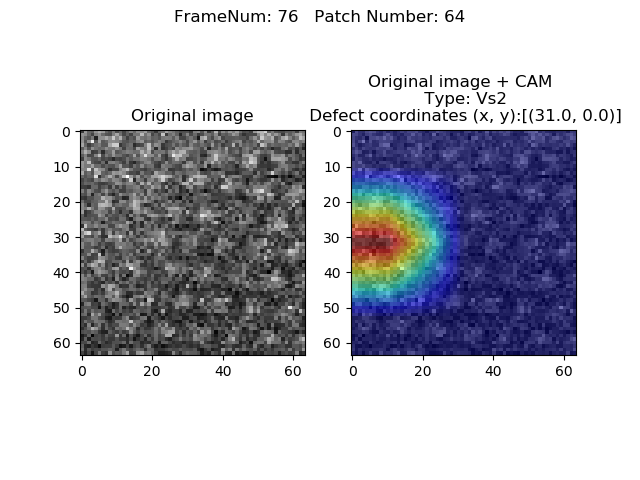 FrameNum: 76   Patch Number: 64
Original image
Original image + CAM
Type: Vs2
Defect coordinates (x, y):[(31.0, 0.0)]
0
10
20
30
40
50
60
0 20 40 60
0
10
20
30
40
50
60
0 20 40 60